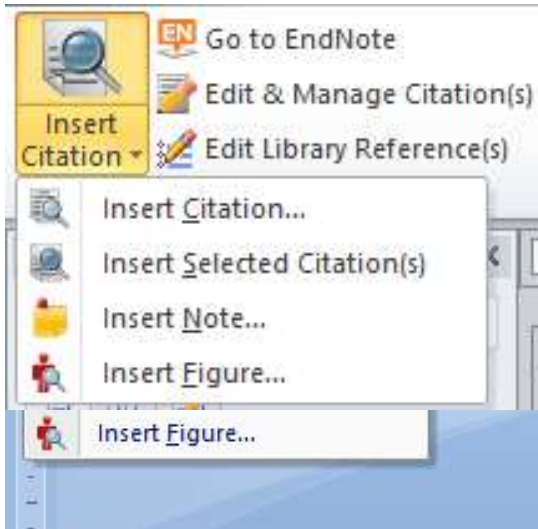 EN Go to EndNote
Edit & Manage Citation(s)
Insert
Citation
Edit Library Reference(s)
Insert Citation...
Insert Selected Citation(s)
Insert Note...
Insert Figure...
Insert Figure...